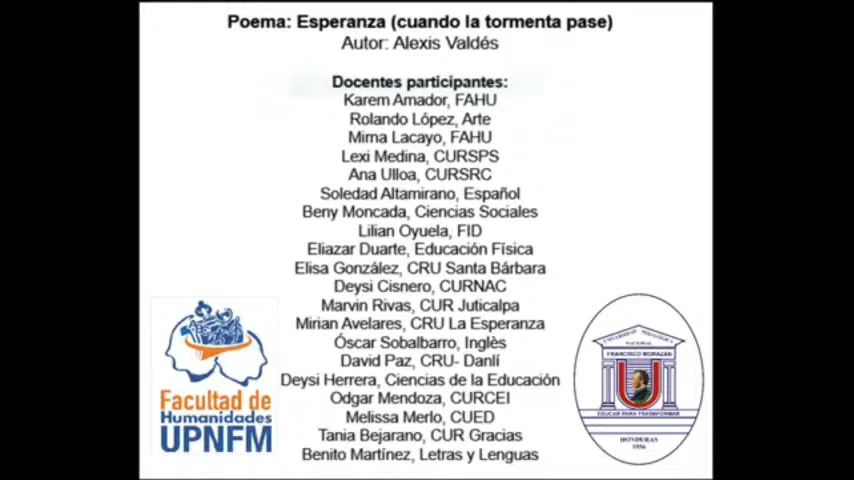 Poema: Esperanza (cuando la tormenta pase)
Autor: Alexis Valdés
Docentes participantes:
Karem Amador, FAHU
Rolando López, Arte
Mirna Lacayo, FAHU
Lexi Medina, CURSPS
Ana Ulloa, CURSRC
Soledad Altamirano, Español
Beny Moncada, Ciencias Sociales
Lilian Oyuela, FID
Eliazar Duarte, Educación Física
Elisa González, CRU Santa Bárbara
Deysi Cisnero, CURNAC
Marvin Rivas, CUR Juticalpa
Mirian Avelares, CRU La Esperanza
Óscar Sobalbarro, Inglès
David Paz, CRU- Danlí
Deysi Herrera, Ciencias de la Educación
Odgar Mendoza, CURCEI
Melissa Merlo, CUED
Tania Bejarano, CUR Gracias
Benito Martínez, Letras y Lenguas
Facultad de
Humanidades
UPNFM
UNIVERSIDAD PEDAGOGICA
NACIONAL
FRANCISCO MORAZÁN
EDUCAR PARA TRANSFORMAR
HONDURAS
1956